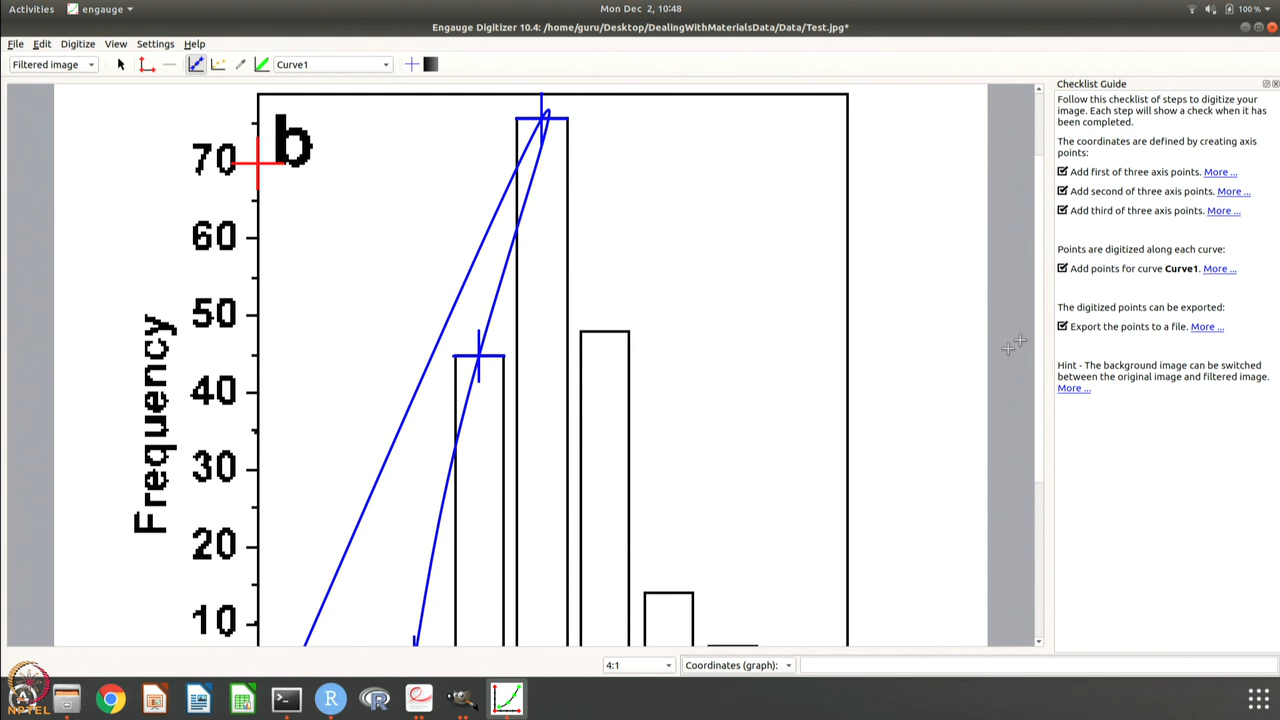 Activities
engauge
Mon Dec 2, 10:48
100%
Engauge Digitizer 10.4: /home/guru/Desktop/DealingWithMaterialsData/Data/Test.jpg*
File Edit Digitize View Settings Help
Filtered image
Curve1
Checklist Guide
Follow this checklist of steps to digitize your
image. Each step will show a check when it has
been completed.
The coordinates are defined by creating axis
points:
Add first of three axis points. More ...
Add second of three axis points. More ...
Add third of three axis points. More ...
Points are digitized along each curve:
Add points for curve Curve1. More ...
The digitized points can be exported:
Export the points to a file. More ...
Hint - The background image can be switched
between the original image and filtered image.
More ...
b
70
60
50
40
30
20
10
Frequency
4:1
Coordinates (graph):
NPTEL